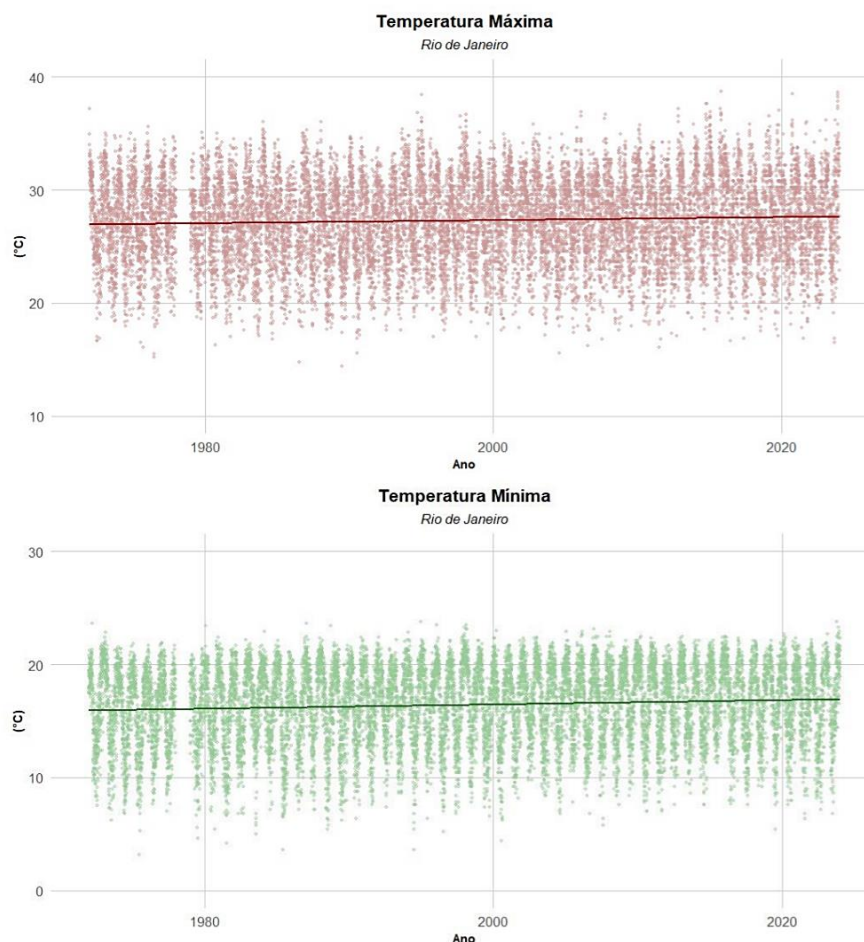 Temperatura Máxima
Rio de Janeiro
40
30
20
10
(°C)
1980
2000
2020
Ano
Temperatura Mínima
Rio de Janeiro
30
20
10
0
(°C)
1980
2000
2020
Ano